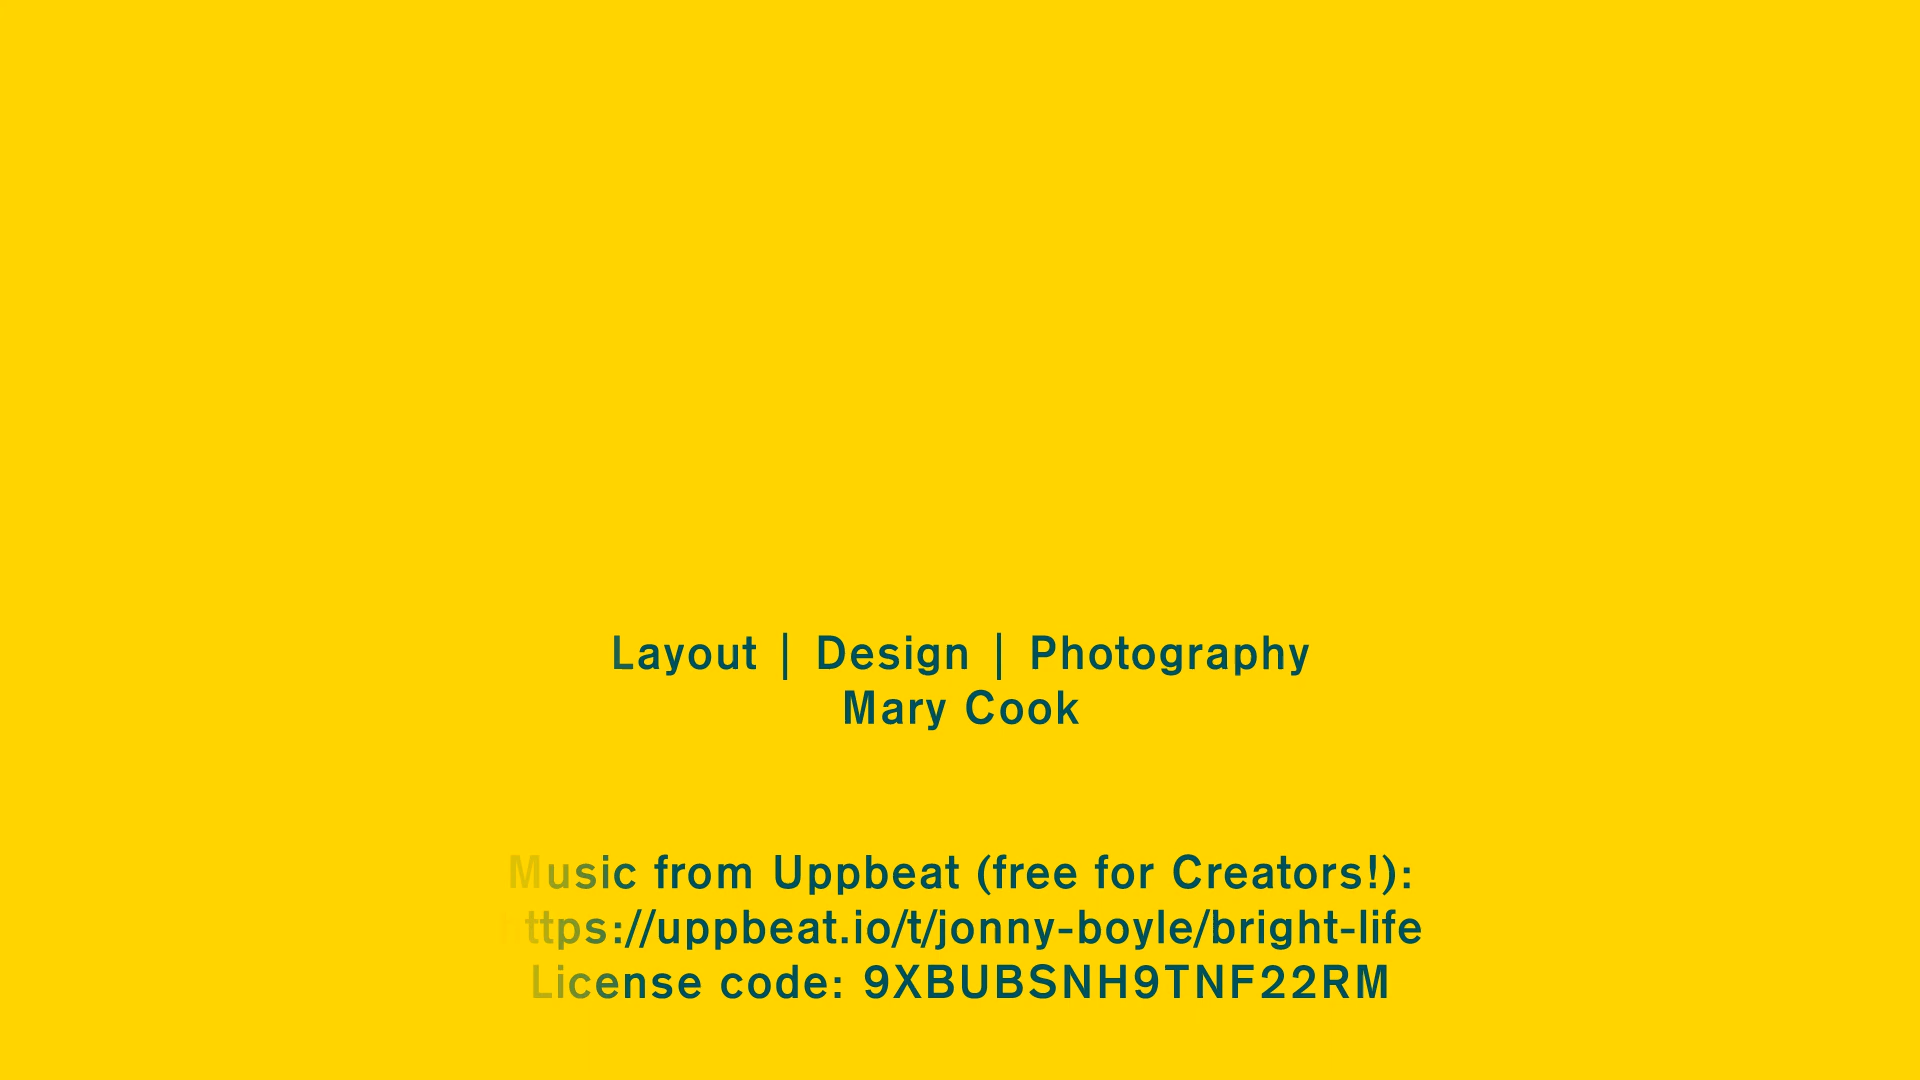 Layout | Design | Photography
Mary Cook
Music from Uppbeat (free for Creators!):
https://uppbeat.io/t/jonny-boyle/bright-life
License code: 9XBUBSNH9TNF22RM